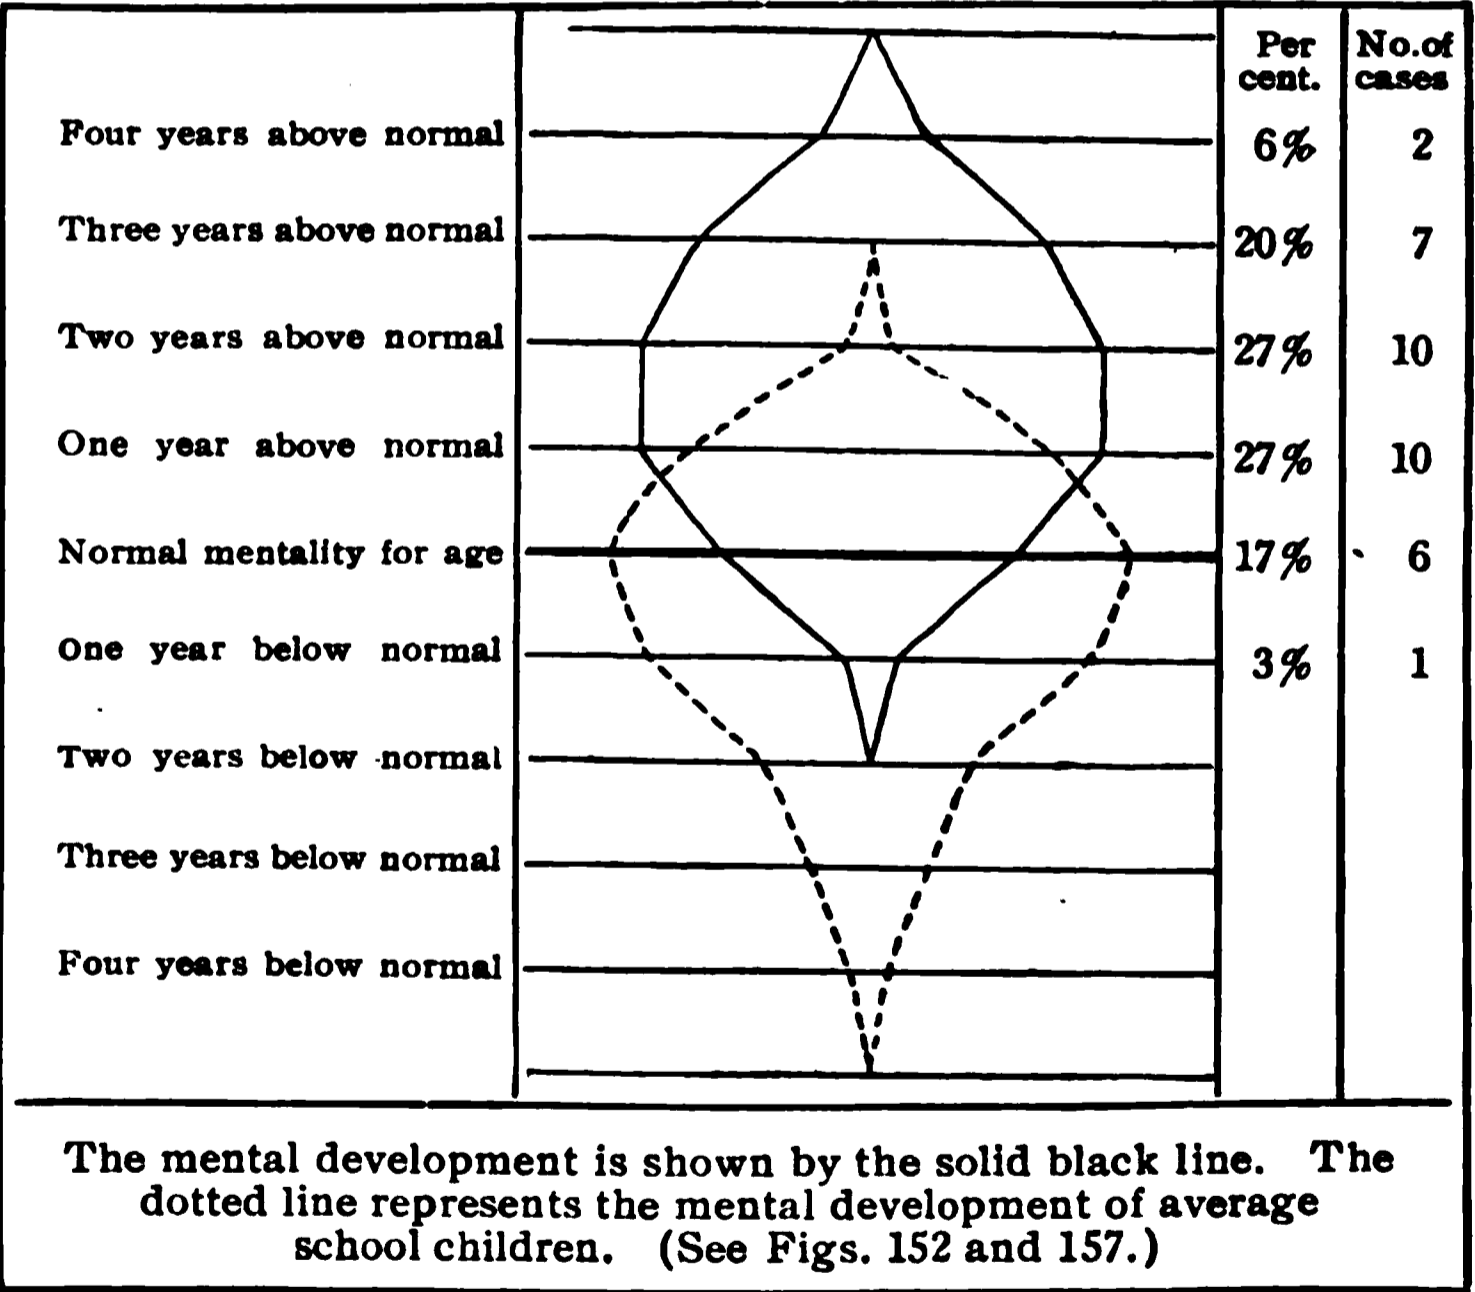 Per cent. No. of cases
Four years above normal 6% 2
Three years above normal 20% 7
Two years above normal 27% 10
One year above normal 27% 10
Normal mentality for age 17% 6
One year below normal 3% 1
Two years below normal
Three years below normal
Four years below normal
The mental development is shown by the solid black line. The
dotted line represents the mental development of average
school children. (See Figs. 152 and 157.)